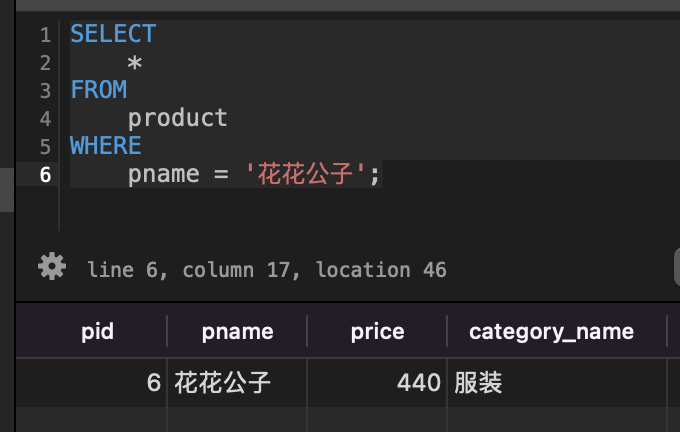 1 SELECT
2     *
3 FROM
4     product
5 WHERE
6     pname = '花花公子';
line 6, column 17, location 46
pid pname price category_name
6 花花公子 440 服装